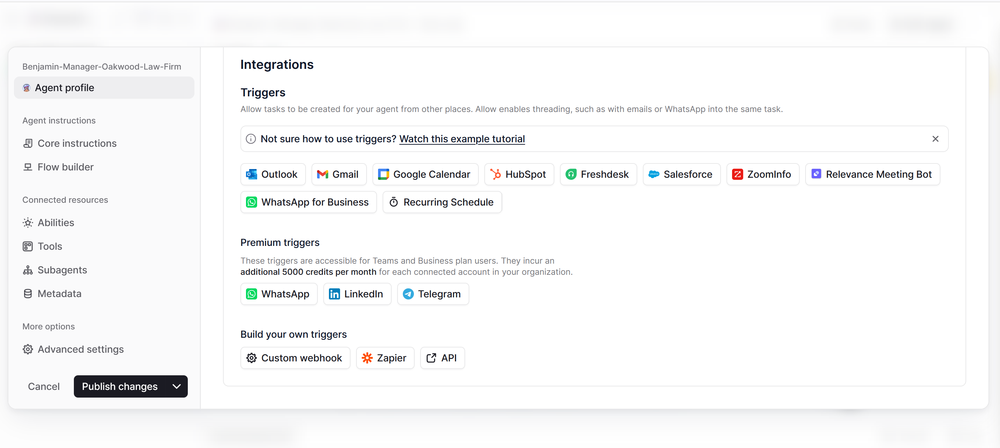 Benjamin-Manager-Oakwood-Law-Firm
Agent profile
Agent instructions
Core instructions
Flow builder
Connected resources
Abilities
Tools
Subagents
Metadata
More options
Advanced settings
Cancel
Publish changes
Integrations
Triggers
Allow tasks to be created for your agent from other places. Allow enables threading, such as with emails or WhatsApp into the same task.
Not sure how to use triggers? Watch this example tutorial
Outlook Gmail Google Calendar HubSpot Freshdesk Salesforce ZoomInfo Relevance Meeting Bot
WhatsApp for Business Recurring Schedule
Premium triggers
These triggers are accessible for Teams and Business plan users. They incur an
additional 5000 credits per month for each connected account in your organization.
WhatsApp LinkedIn Telegram
Build your own triggers
Custom webhook Zapier API